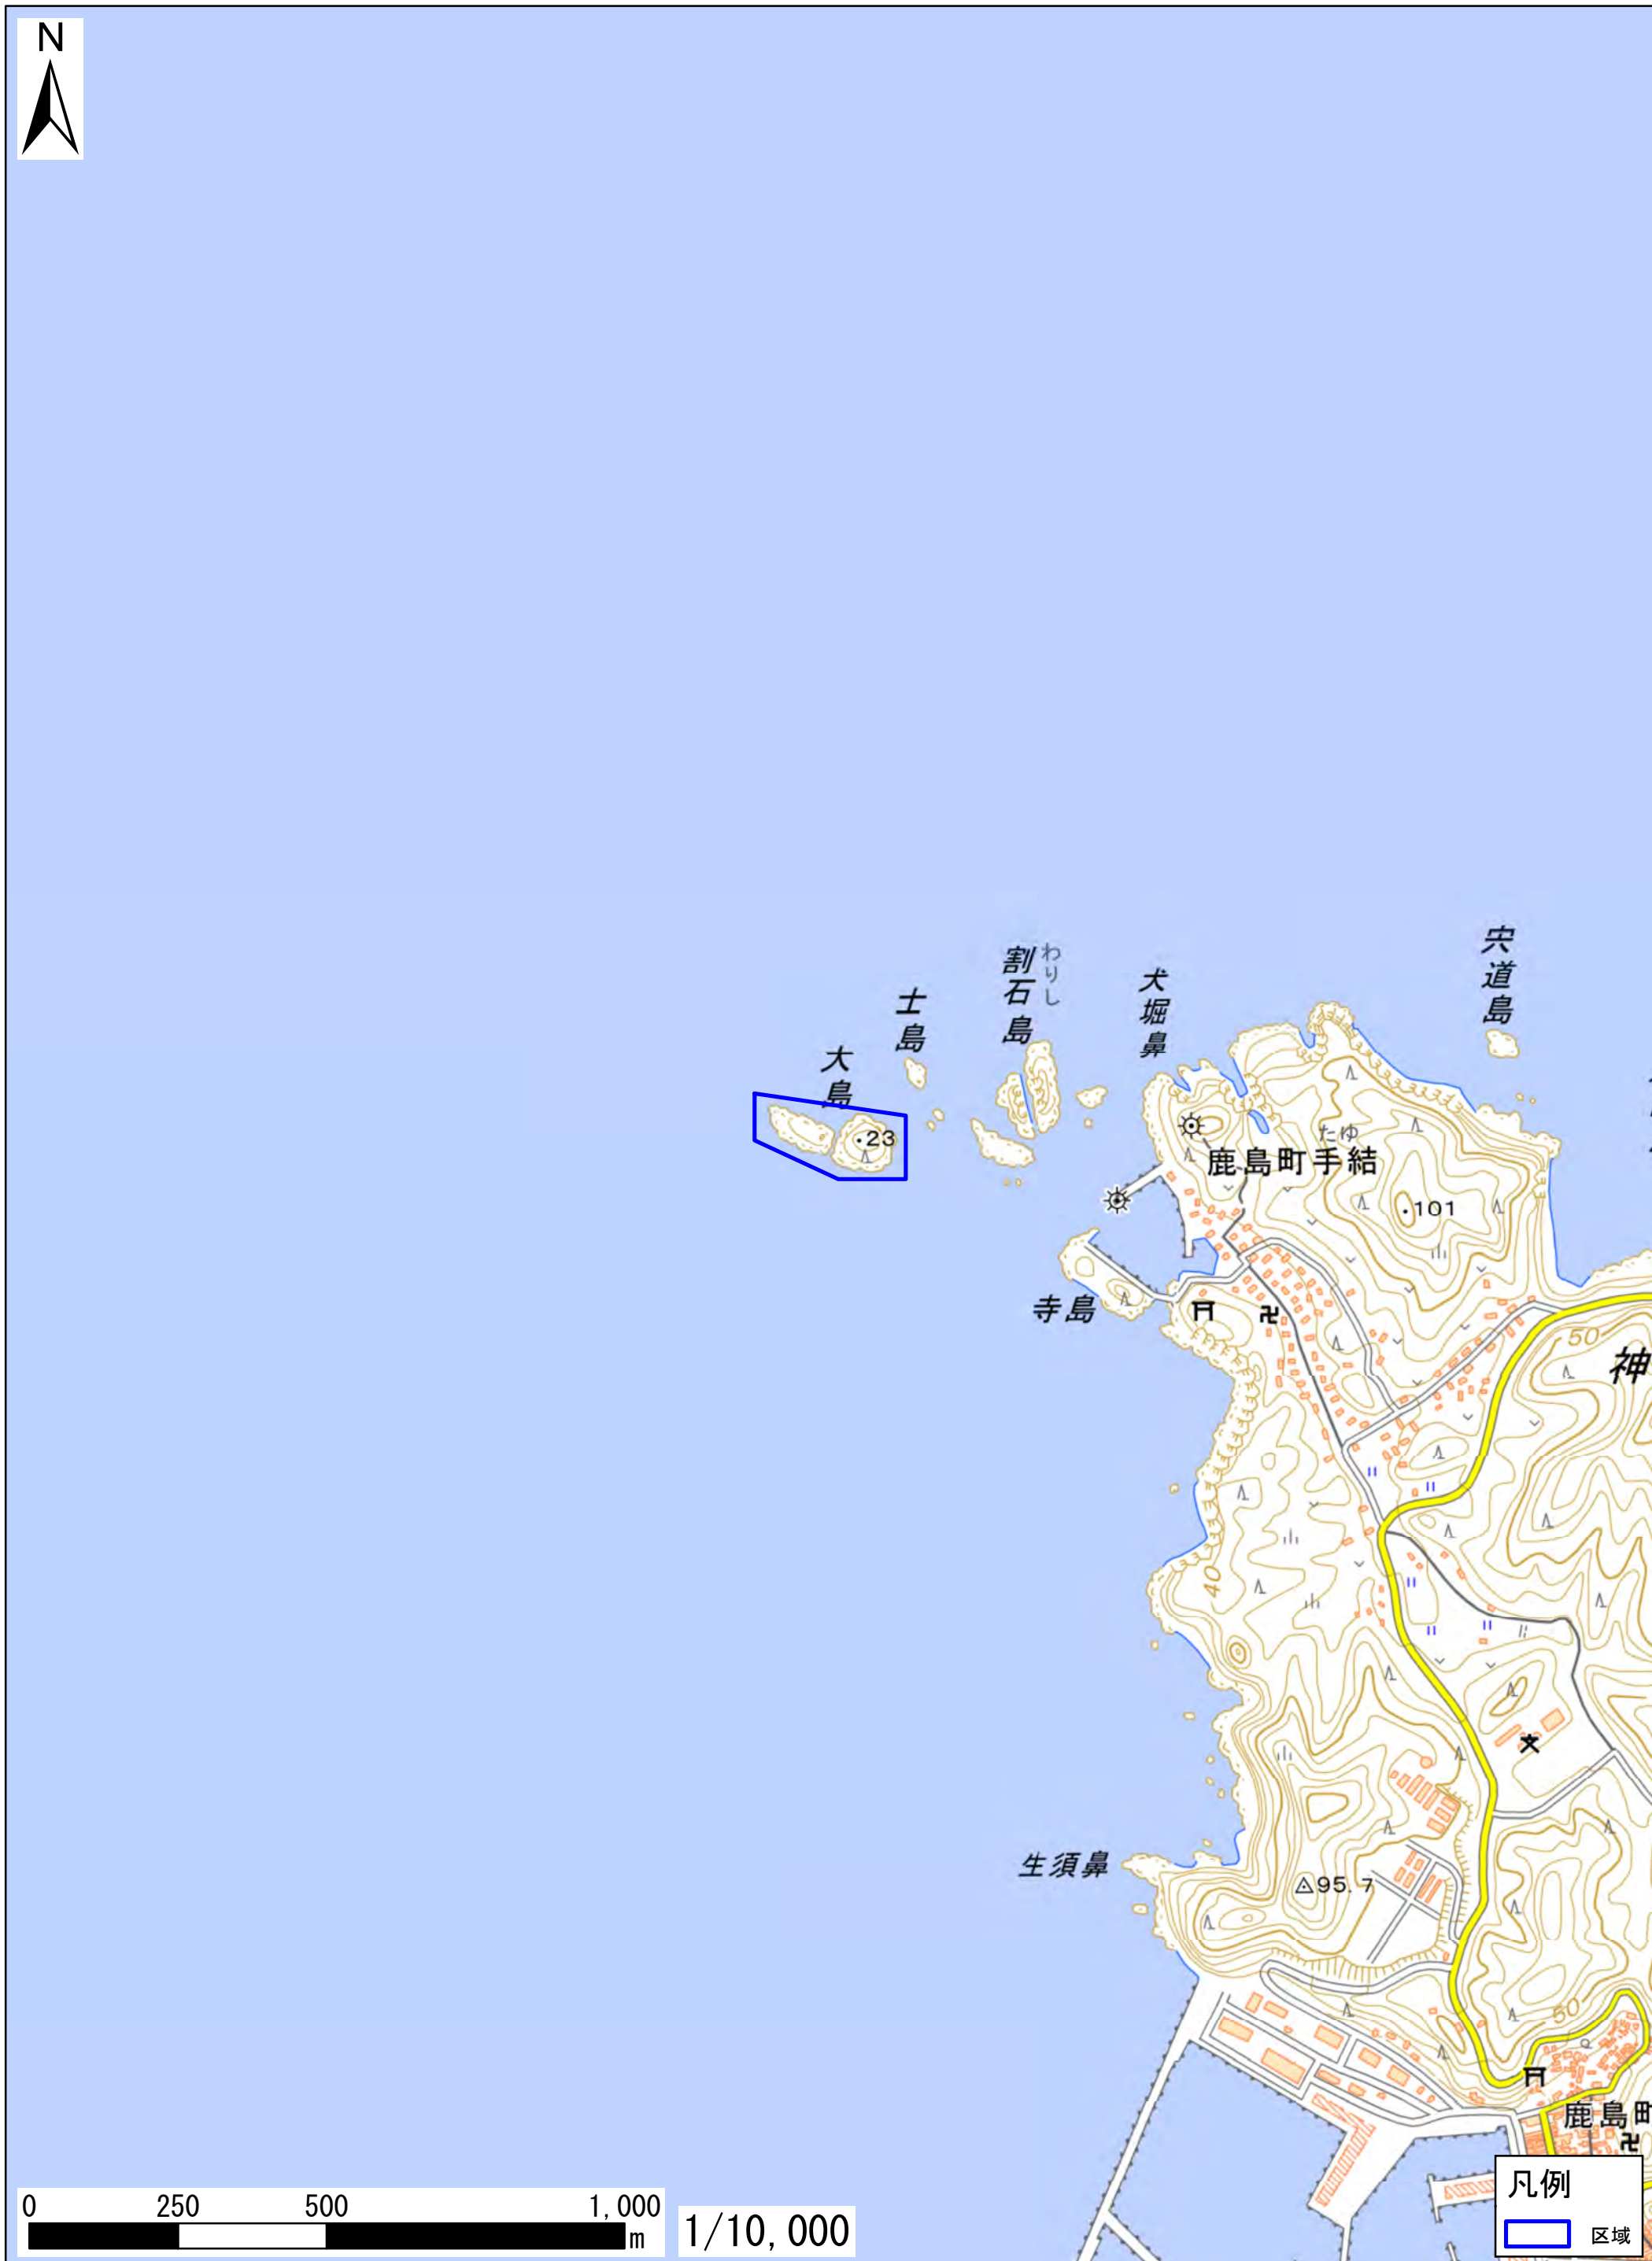 N
宍道島
わりし
割石島
犬堀鼻
士島
大島
23
たゆ
鹿島町手結
101
寺島
50
神
40
生須鼻
95.7
50
鹿島町
凡例
区域
0 250 500 1,000
m
1/10,000